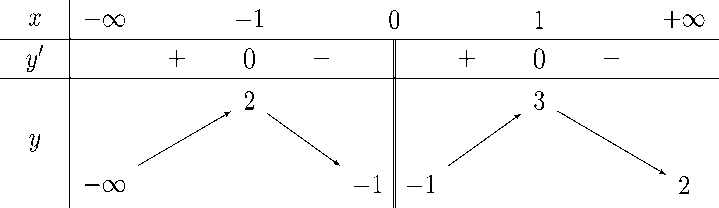 x −∞ −1 0 1 +∞
y′ + 0 − + 0 −
2 3
y
−∞ −1 −1 2